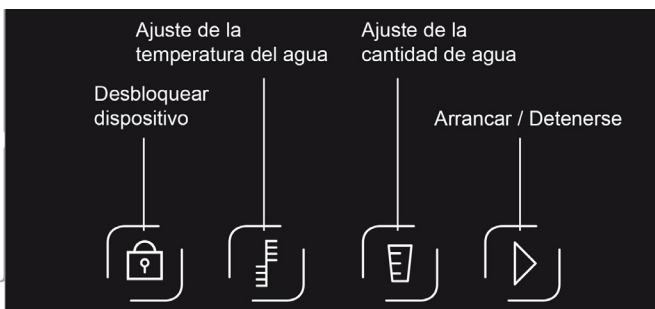 Ajuste de la
temperatura del agua
Ajuste de la
cantidad de agua
Desbloquear
dispositivo
Arrancar / Detenerse